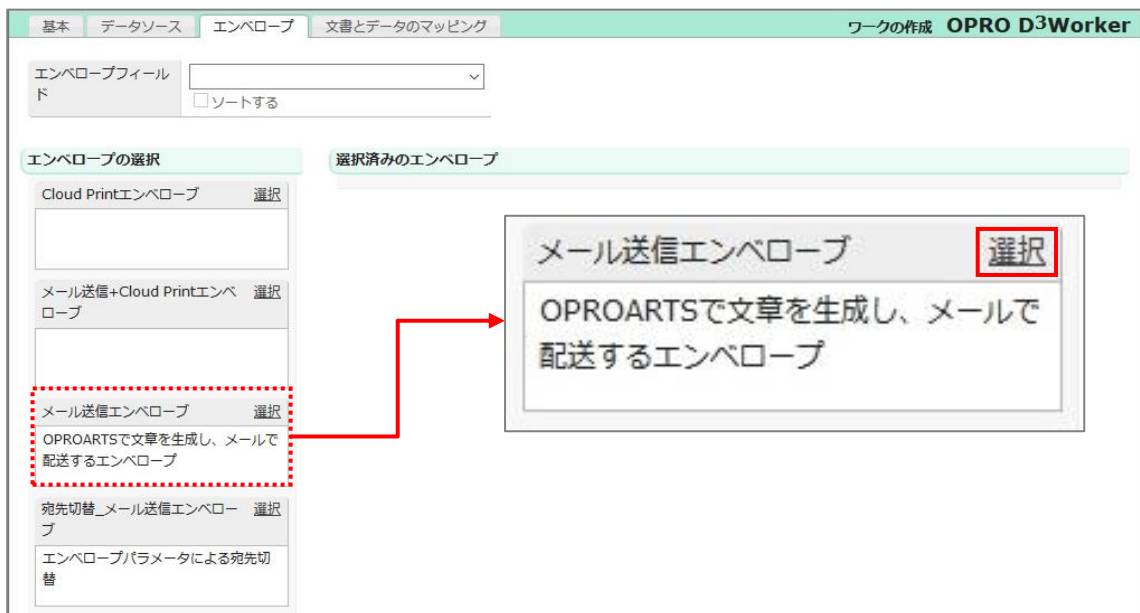 基本 データソース エンベロープ 文書とデータのマッピング ワークの作成 OPRO D3Worker
エンベロープフィール
ド
ソートする
エンベロープの選択
選択済みのエンベロープ
Cloud Printエンベロープ 選択
メール送信+Cloud Printエンベ 選択
ロープ
メール送信エンベロープ 選択
OPROARTSで文章を生成し、メールで
配送するエンベロープ
宛先切替_メール送信エンベロー 選択
プ
エンベロープパラメータによる宛先切
替
メール送信エンベロープ 選択
OPROARTSで文章を生成し、メールで
配送するエンベロープ